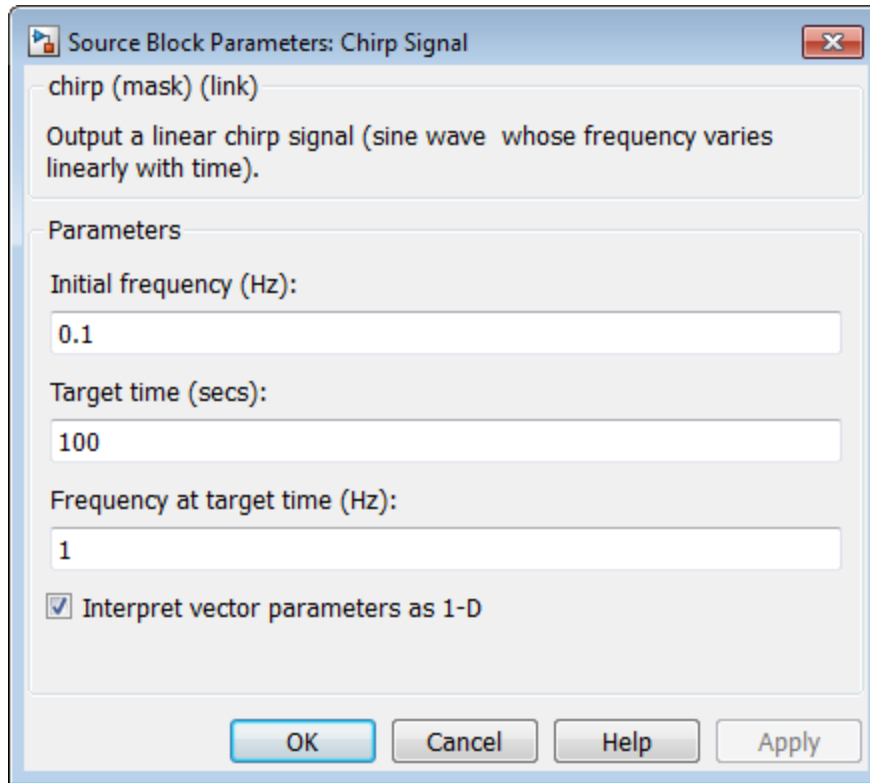 Source Block Parameters: Chirp Signal
chirp (mask) (link)
Output a linear chirp signal (sine wave  whose frequency varies
linearly with time).
Parameters
Initial frequency (Hz):
0.1
Target time (secs):
100
Frequency at target time (Hz):
1
Interpret vector parameters as 1-D
OK Cancel Help Apply